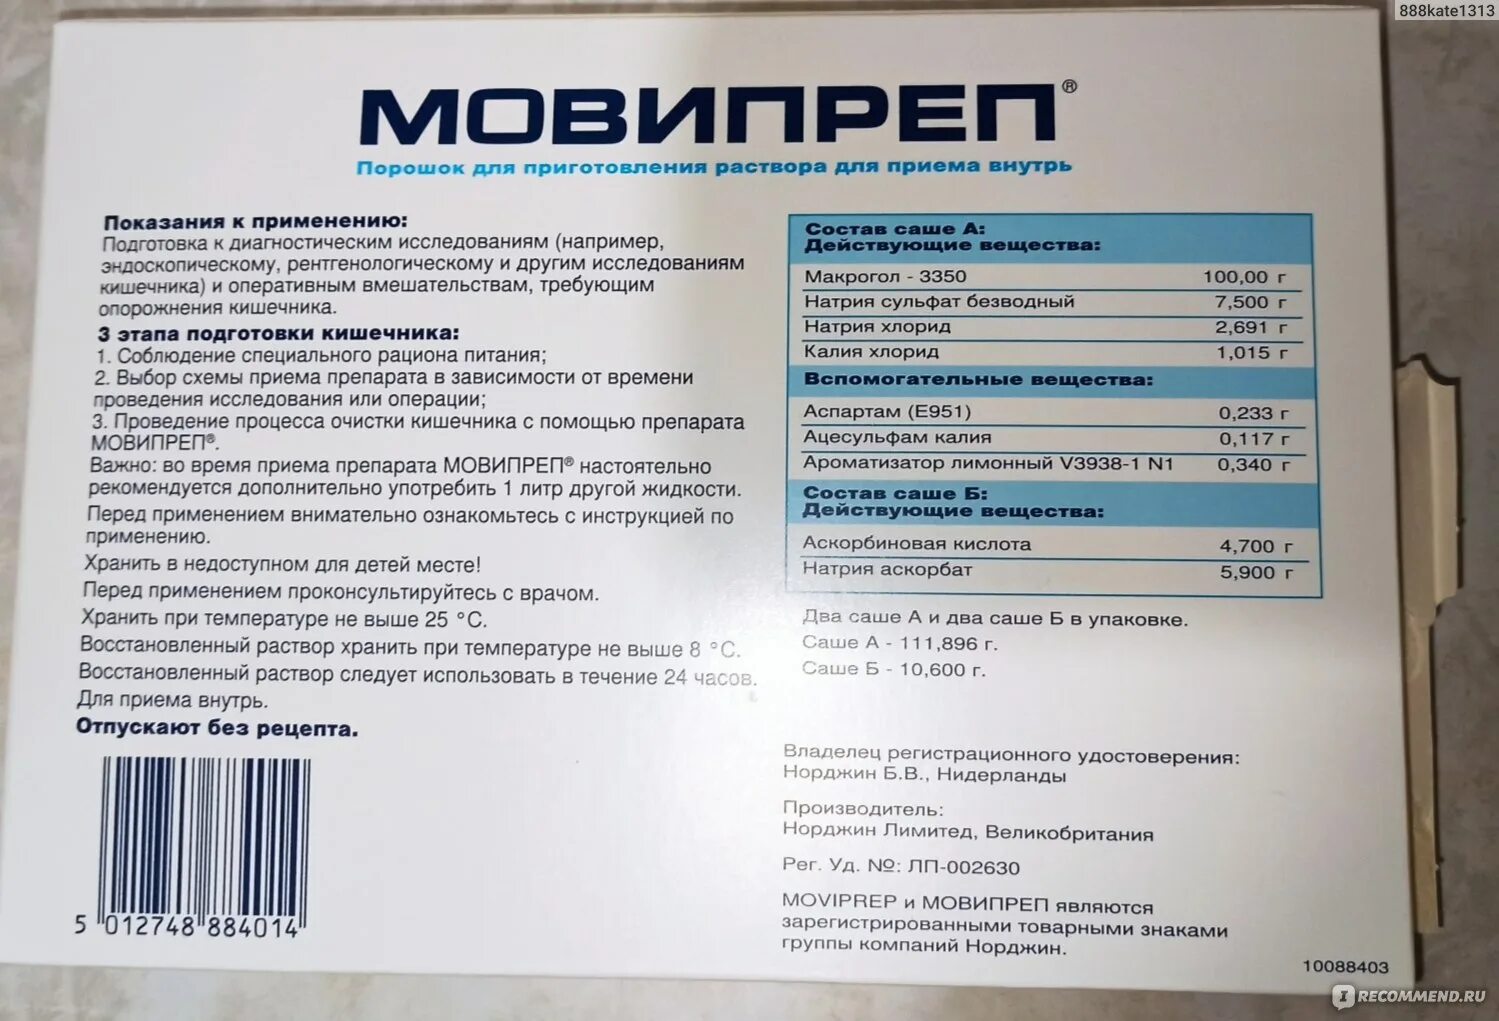 888kate1313
МОВИПРЕП®
Порошок для приготовления раствора для приема внутрь
Показания к применению:
Подготовка к диагностическим исследованиям (например,
эндоскопическому, рентгенологическому и другим исследованиям
кишечника) и оперативным вмешательствам, требующим
опорожнения кишечника.
3 этапа подготовки кишечника:
1. Соблюдение специального рациона питания;
2. Выбор схемы приема препарата в зависимости от времени
проведения исследования или операции;
3. Проведение процесса очистки кишечника с помощью препарата
МОВИПРЕП®.
Важно: во время приема препарата МОВИПРЕП® настоятельно
рекомендуется дополнительно употребить 1 литр другой жидкости.
Перед применением внимательно ознакомьтесь с инструкцией по
применению.
Хранить в недоступном для детей месте!
Перед применением проконсультируйтесь с врачом.
Хранить при температуре не выше 25 °С.
Восстановленный раствор хранить при температуре не выше 8 °С.
Восстановленный раствор следует использовать в течение 24 часов.
Для приема внутрь.
Отпускают без рецепта.
5 012748 884014
Состав саше А:
Действующие вещества:
Макрогол - 3350 100,00 г
Натрия сульфат безводный 7,500 г
Натрия хлорид 2,691 г
Калия хлорид 1,015 г
Вспомогательные вещества:
Аспартам (Е951) 0,233 г
Ацесульфам калия 0,117 г
Ароматизатор лимонный V3938-1 N1 0,340 г
Состав саше Б:
Действующие вещества:
Аскорбиновая кислота 4,700 г
Натрия аскорбат 5,900 г
Два саше А и два саше Б в упаковке.
Саше А - 111,896 г.
Саше Б - 10,600 г.
Владелец регистрационного удостоверения:
Норджин Б.В., Нидерланды
Производитель:
Норджин Лимитед, Великобритания
Рег. Уд. №: ЛП-002630
MOVIPREP и МОВИПРЕП являются
зарегистрированными товарными знаками
группы компаний Норджин.
10088403
IRECOMMEND.RU